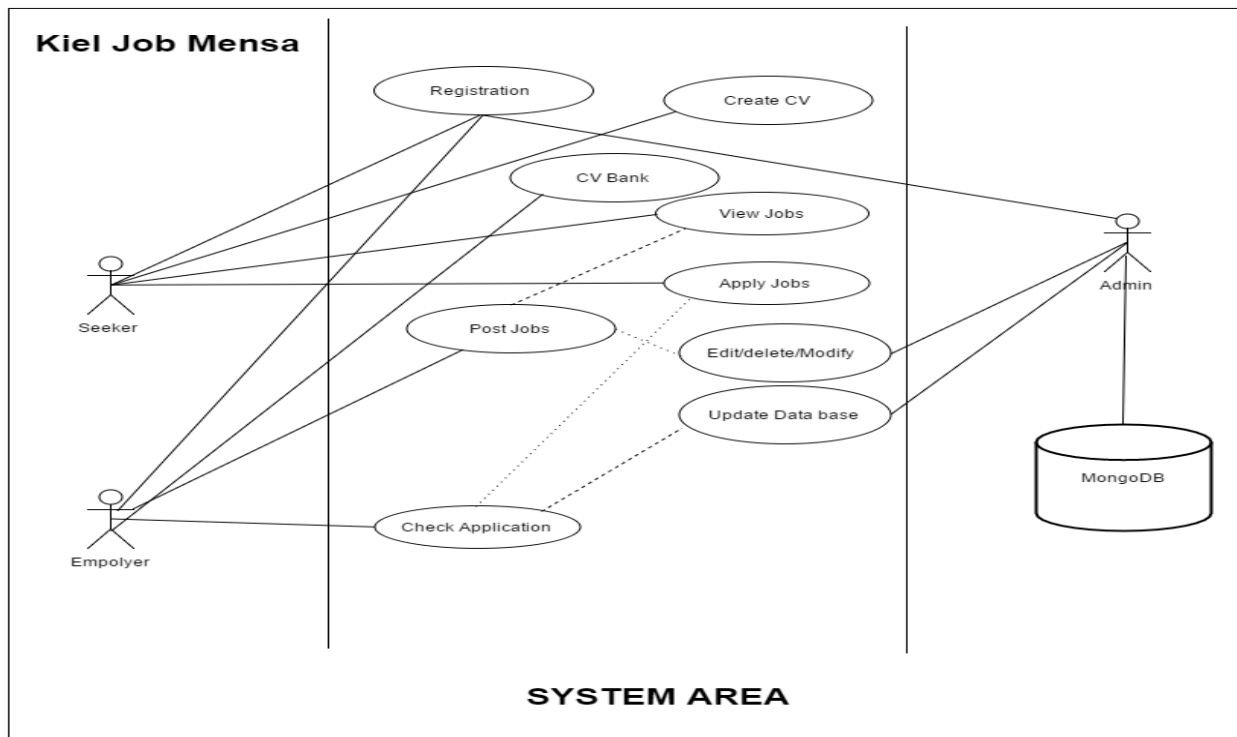 Kiel Job Mensa
Registration
Create CV
CV Bank
View Jobs
Seeker
Apply Jobs
Admin
Post Jobs
Edit/delete/Modify
Update Data base
MongoDB
Check Application
Empolyer
SYSTEM AREA